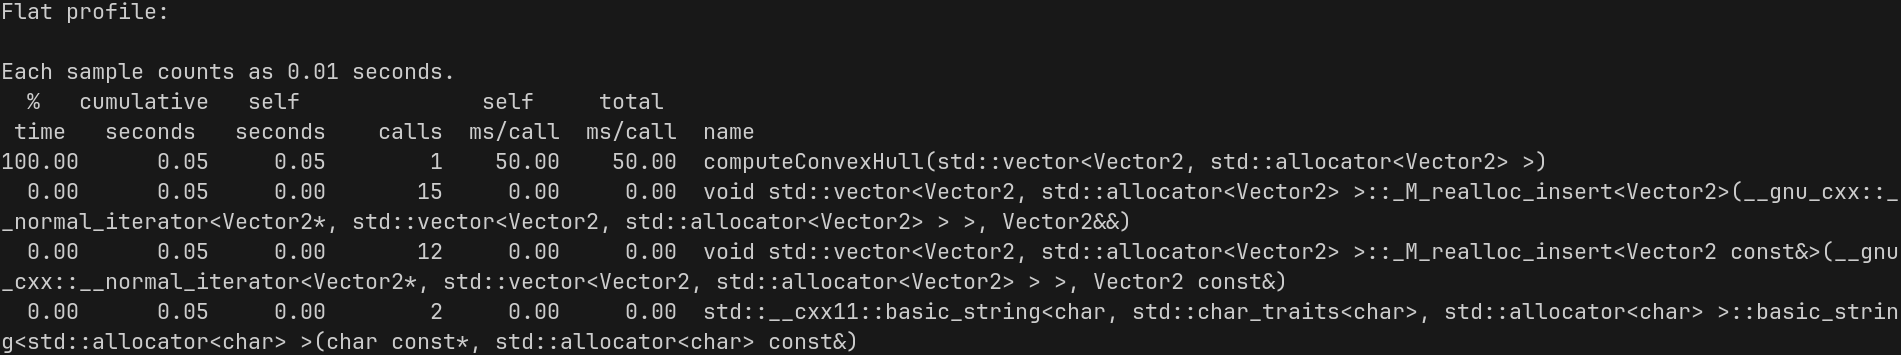 Flat profile:
Each sample counts as 0.01 seconds.
  %   cumulative   self              self     total
 time   seconds   seconds    calls  ms/call  ms/call  name
100.00      0.05     0.05        1    50.00    50.00  computeConvexHull(std::vector<Vector2, std::allocator<Vector2> >)
  0.00      0.05     0.00       15     0.00     0.00  void std::vector<Vector2, std::allocator<Vector2> >::_M_realloc_insert<Vector2>(__gnu_cxx::_
_normal_iterator<Vector2*, std::vector<Vector2, std::allocator<Vector2> > >, Vector2&&)
  0.00      0.05     0.00       12     0.00     0.00  void std::vector<Vector2, std::allocator<Vector2> >::_M_realloc_insert<Vector2 const&>(__gnu
_cxx::__normal_iterator<Vector2*, std::vector<Vector2, std::allocator<Vector2> > >, Vector2 const&)
  0.00      0.05     0.00        2     0.00     0.00  std::__cxx11::basic_string<char, std::char_traits<char>, std::allocator<char> >::basic_strin
g<std::allocator<char> >(char const*, std::allocator<char> const&)